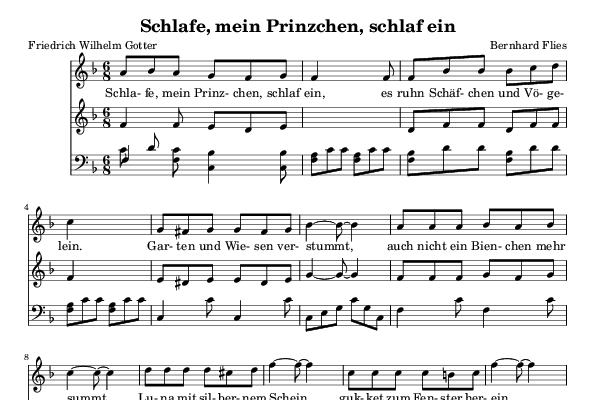 Schlafe, mein Prinzchen, schlaf ein
Friedrich Wilhelm Gotter
Bernhard Flies
Schla- fe, mein Prinz- chen, schlaf ein, es ruhn Schäf- chen und Vö- ge-
4
lein. Gar- ten und Wie- sen ver- stummt, auch nicht ein Bien- chen mehr
8
summt, Lu- na mit sil- ber- nem Schein guk- ket zum Fen- ster her- ein